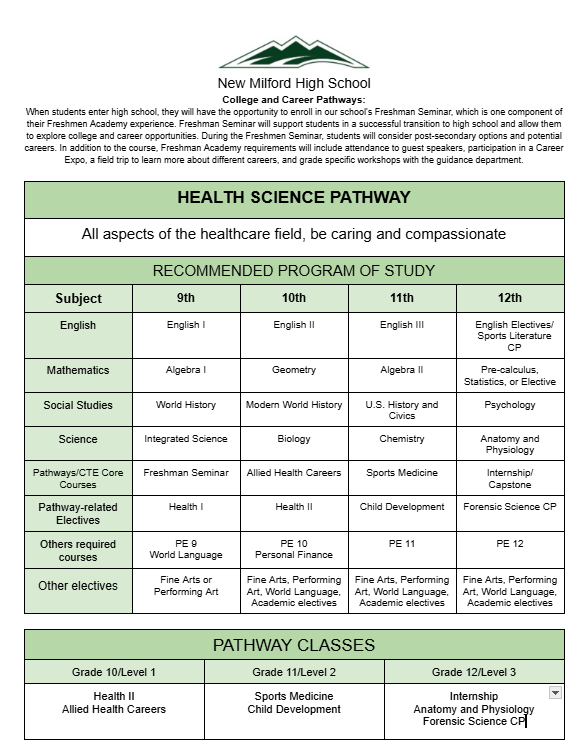 New Milford High School
College and Career Pathways:
When students enter high school, they will have the opportunity to enroll in our school's Freshman Seminar, which is one component of
their Freshmen Academy experience. Freshman Seminar will support students in a successful transition to high school and allow them
to explore college and career opportunities. During the Freshmen Seminar, students will consider post-secondary options and potential
careers. In addition to the course, Freshman Academy requirements will include attendance to guest speakers, participation in a Career
Expo, a field trip to learn more about different careers, and grade specific workshops with the guidance department.
HEALTH SCIENCE PATHWAY
All aspects of the healthcare field, be caring and compassionate
RECOMMENDED PROGRAM OF STUDY
Subject 9th 10th 11th 12th
English English I English II English III English Electives/
Sports Literature
CP
Mathematics Algebra I Geometry Algebra II Pre-calculus,
Statistics, or Elective
Social Studies World History Modern World History U.S. History and Psychology
Civics
Science Integrated Science Biology Chemistry Anatomy and
Physiology
Pathways/CTE Core Freshman Seminar Allied Health Careers Sports Medicine Internship/
Courses Capstone
Pathway-related Health I Health II Child Development Forensic Science CP
Electives
Others required PE 9 PE 10 PE 11 PE 12
courses World Language Personal Finance
Other electives Fine Arts or Fine Arts, Performing Fine Arts, Performing Fine Arts, Performing
Performing Art Art, World Language, Art, World Language, Art, World Language,
Academic electives Academic electives Academic electives
PATHWAY CLASSES
Grade 10/Level 1 Grade 11/Level 2 Grade 12/Level 3
Health II Sports Medicine Internship
Allied Health Careers Child Development Anatomy and Physiology
Forensic Science CP